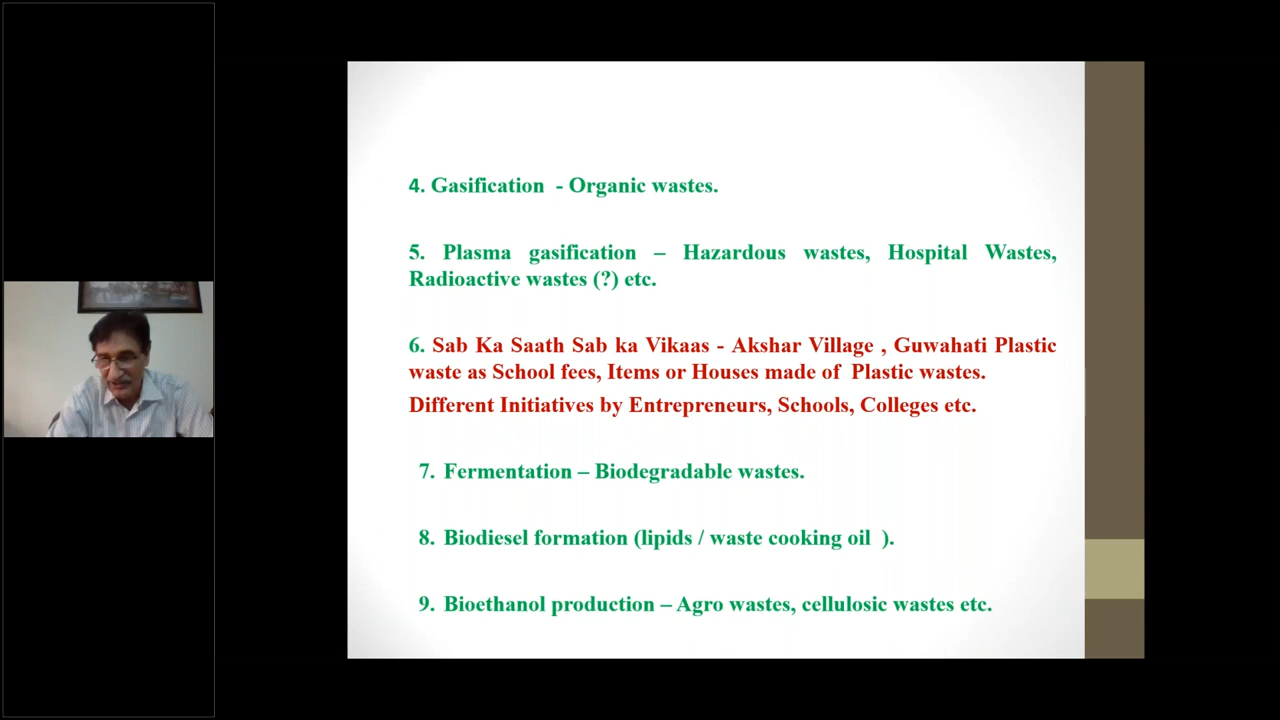 4. Gasification - Organic wastes.
5. Plasma gasification – Hazardous wastes, Hospital Wastes,
Radioactive wastes (?) etc.
6. Sab Ka Saath Sab ka Vikaas - Akshar Village , Guwahati Plastic
waste as School fees, Items or Houses made of Plastic wastes.
Different Initiatives by Entrepreneurs, Schools, Colleges etc.
7. Fermentation – Biodegradable wastes.
8. Biodiesel formation (lipids / waste cooking oil ).
9. Bioethanol production – Agro wastes, cellulosic wastes etc.